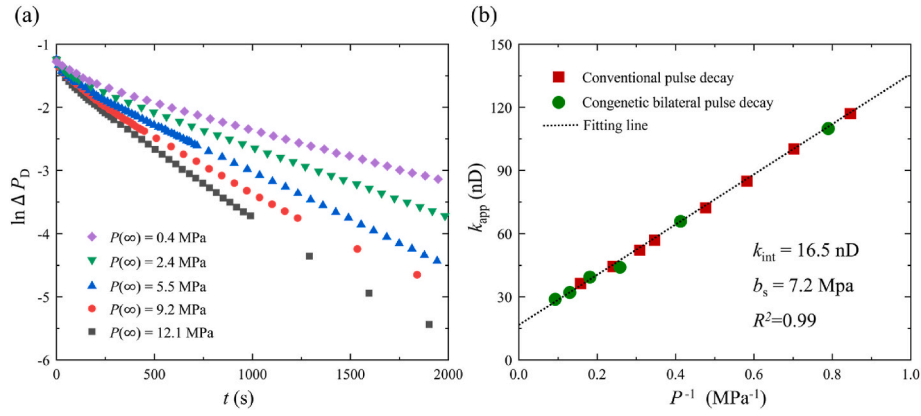 (a)
-1
-2
-3
-4
-5
-6
ln Δ P_D
P(∞) = 0.4 MPa
P(∞) = 2.4 MPa
P(∞) = 5.5 MPa
P(∞) = 9.2 MPa
P(∞) = 12.1 MPa
0 500 1000 1500 2000
t (s)
(b)
150
120
90
60
30
0
k_app (nD)
Conventional pulse decay
Congenetic bilateral pulse decay
Fitting line
k_int = 16.5 nD
b_s = 7.2 Mpa
R²=0.99
0.0 0.2 0.4 0.6 0.8 1.0
P⁻¹ (MPa⁻¹)